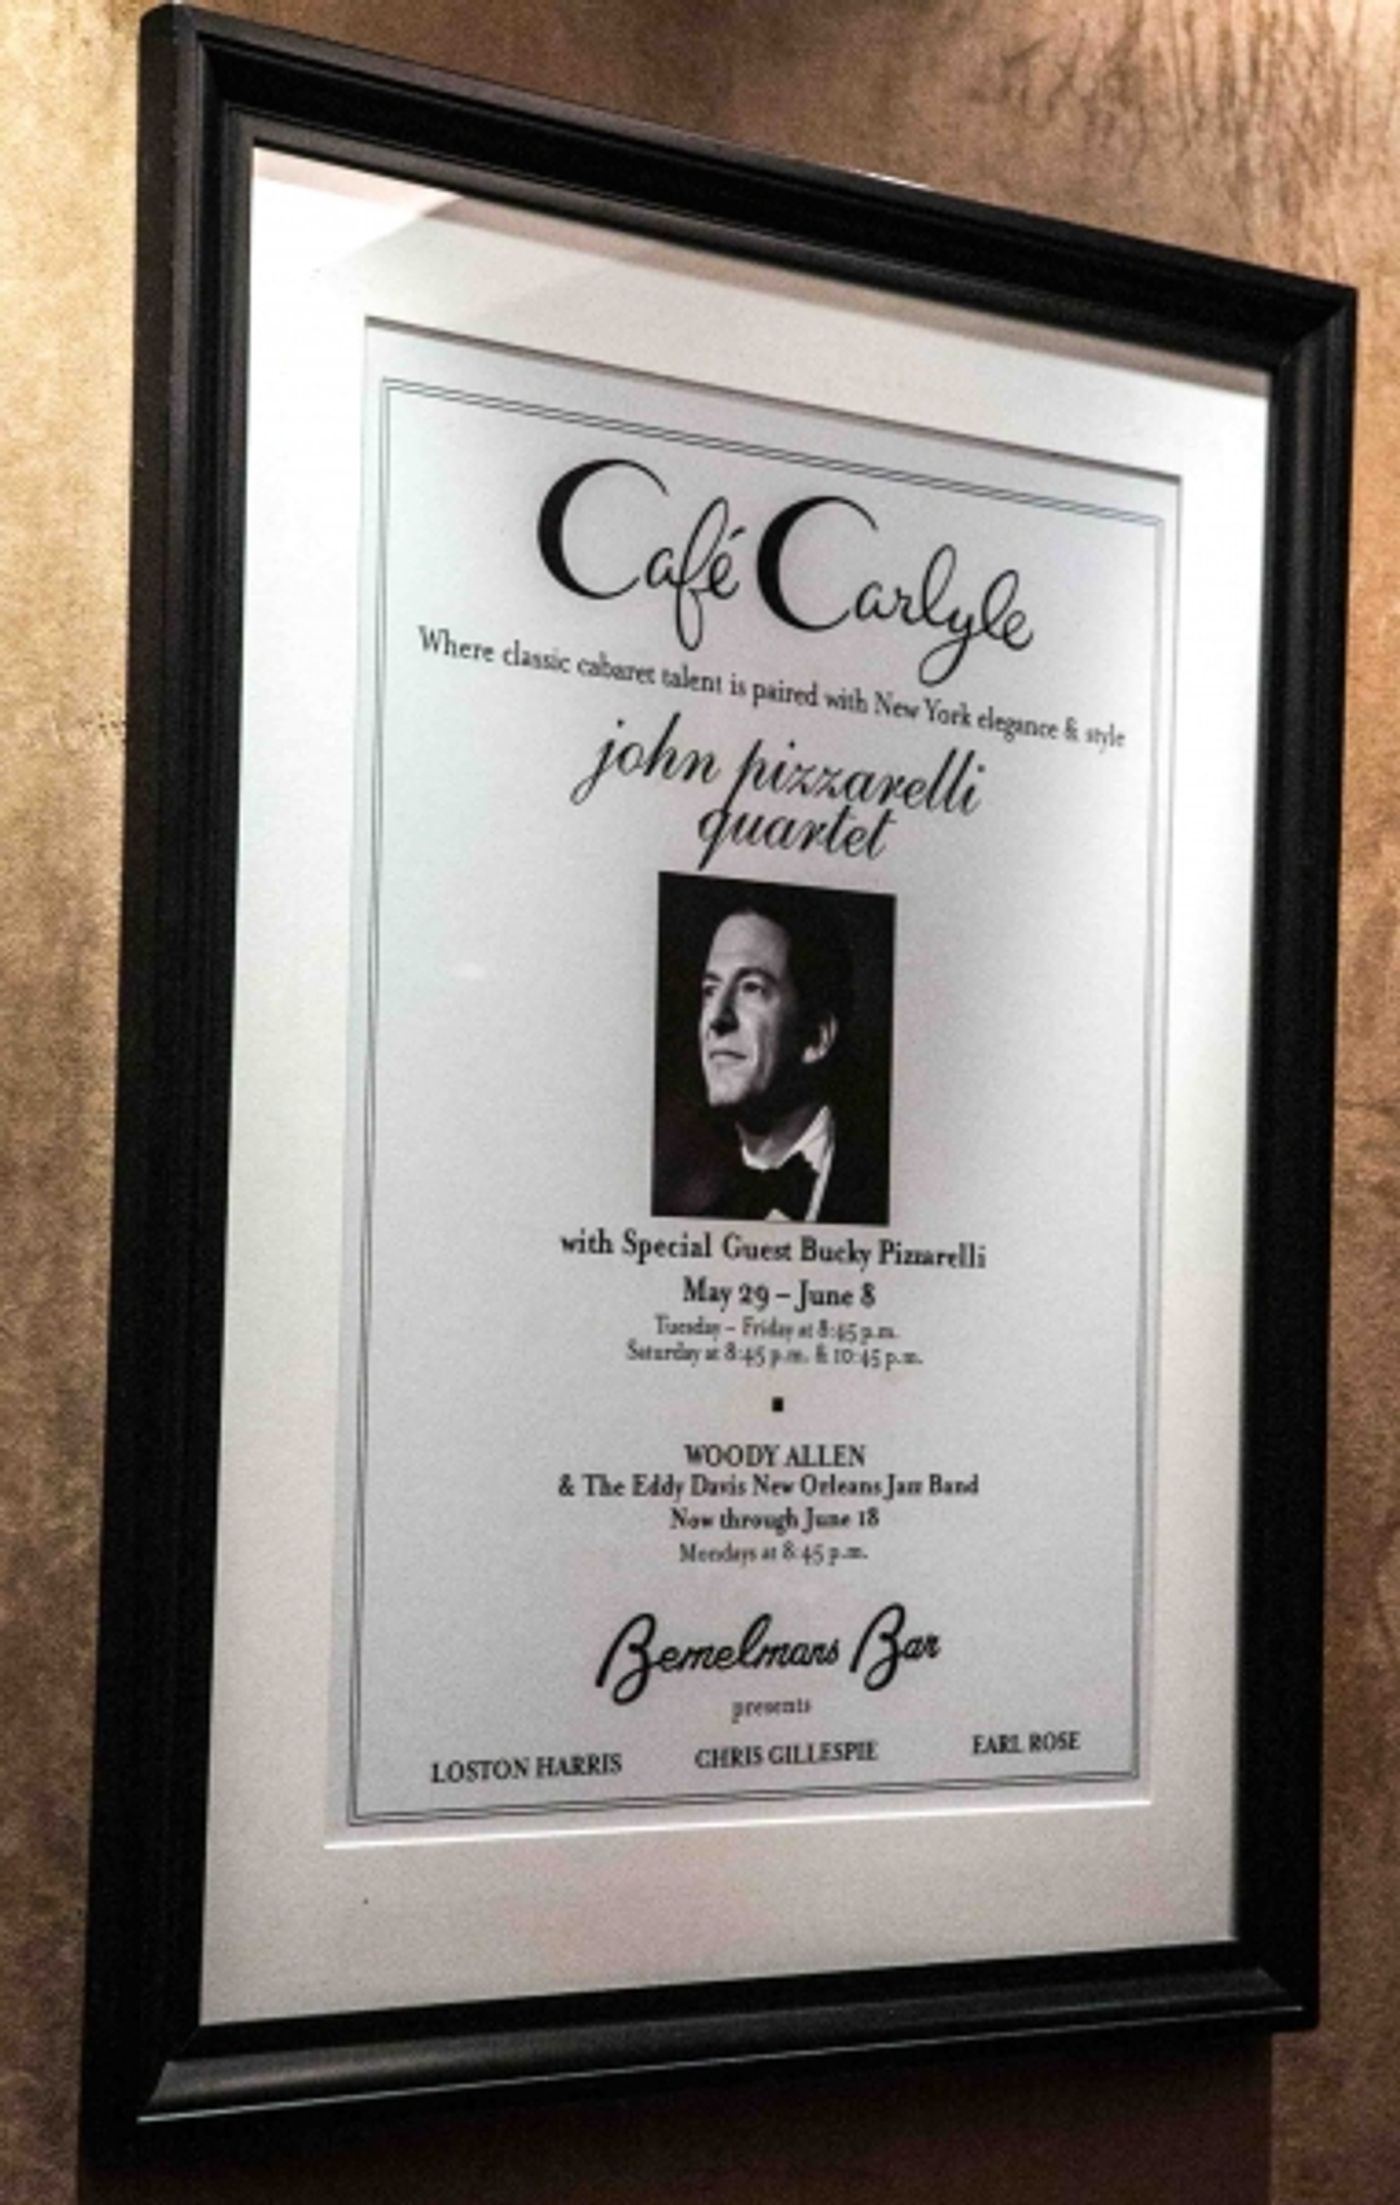 Café Carlyle
Where classic cabaret talent is paired with New York elegance & style
john pizzarelli
quartet
with Special Guest Bucky Pizzarelli
May 29 – June 8
Tuesday – Friday at 8:45 p.m.
Saturday at 8:45 p.m. & 10:45 p.m.
WOODY ALLEN
& The Eddy Davis New Orleans Jazz Band
Now through June 18
Mondays at 8:45 p.m.
Bemelmans Bar
presents
LOSTON HARRIS CHRIS GILLESPIE EARL ROSE